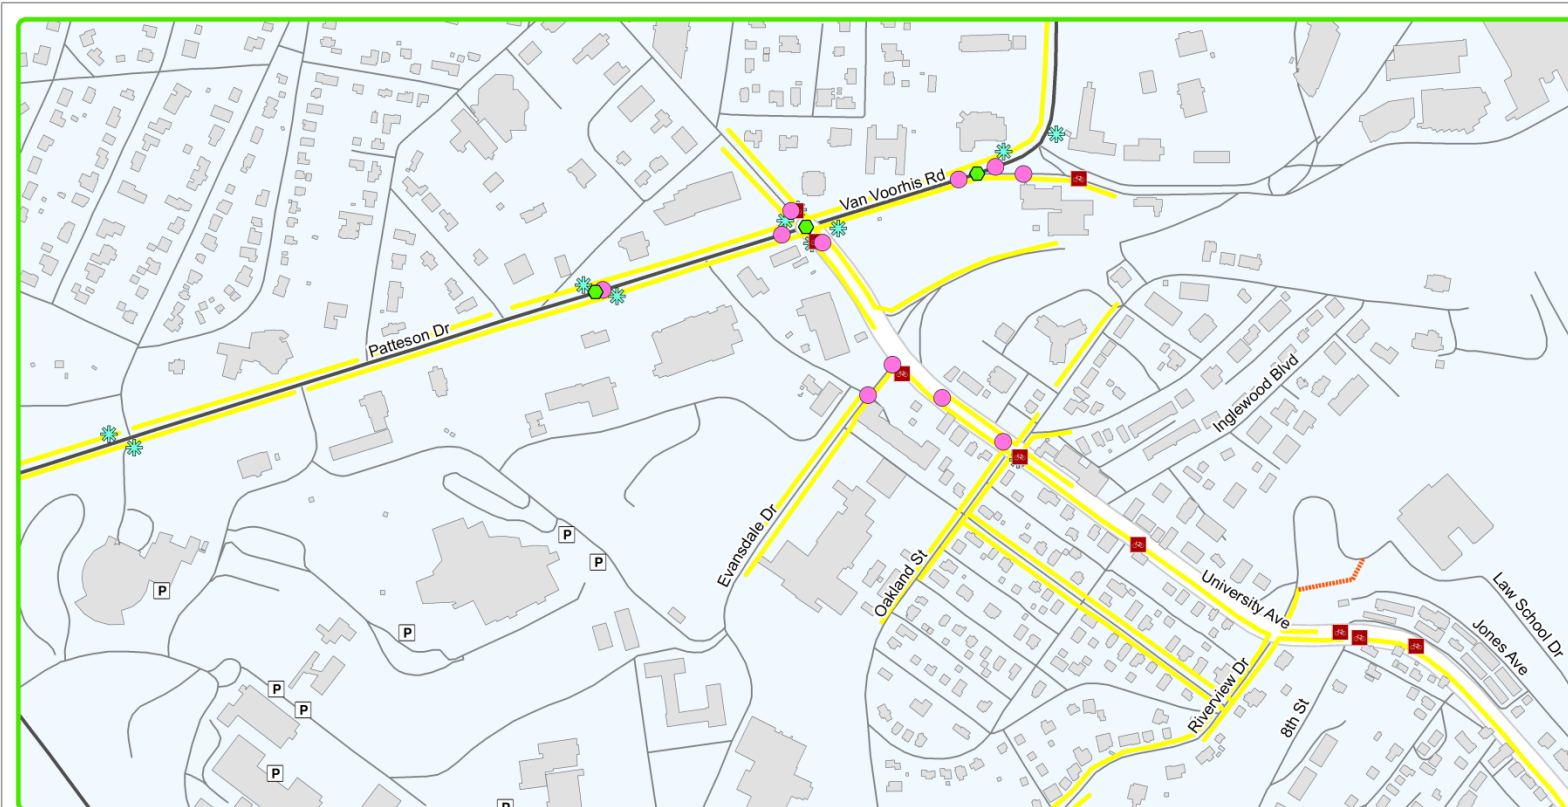 Van Voorhis Rd
Patteson Dr
Inglewood Blvd
Evansdale Dr
P
P
Oakland St
P
University Ave
Law School Dr
P
Jones Ave
Riverview Dr
P
P
8th St
P
P